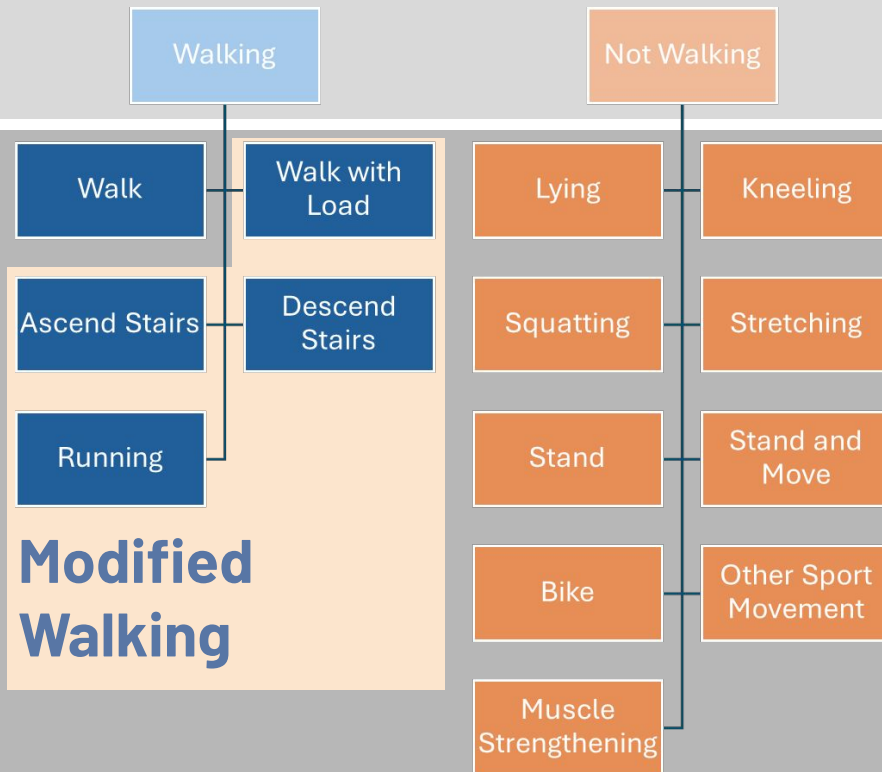 Walking
Not Walking
Walk
Walk with
Load
Lying
Kneeling
Ascend Stairs
Descend
Stairs
Squatting
Stretching
Running
Stand
Stand and
Move
Modified
Walking
Bike
Other Sport
Movement
Muscle
Strengthening